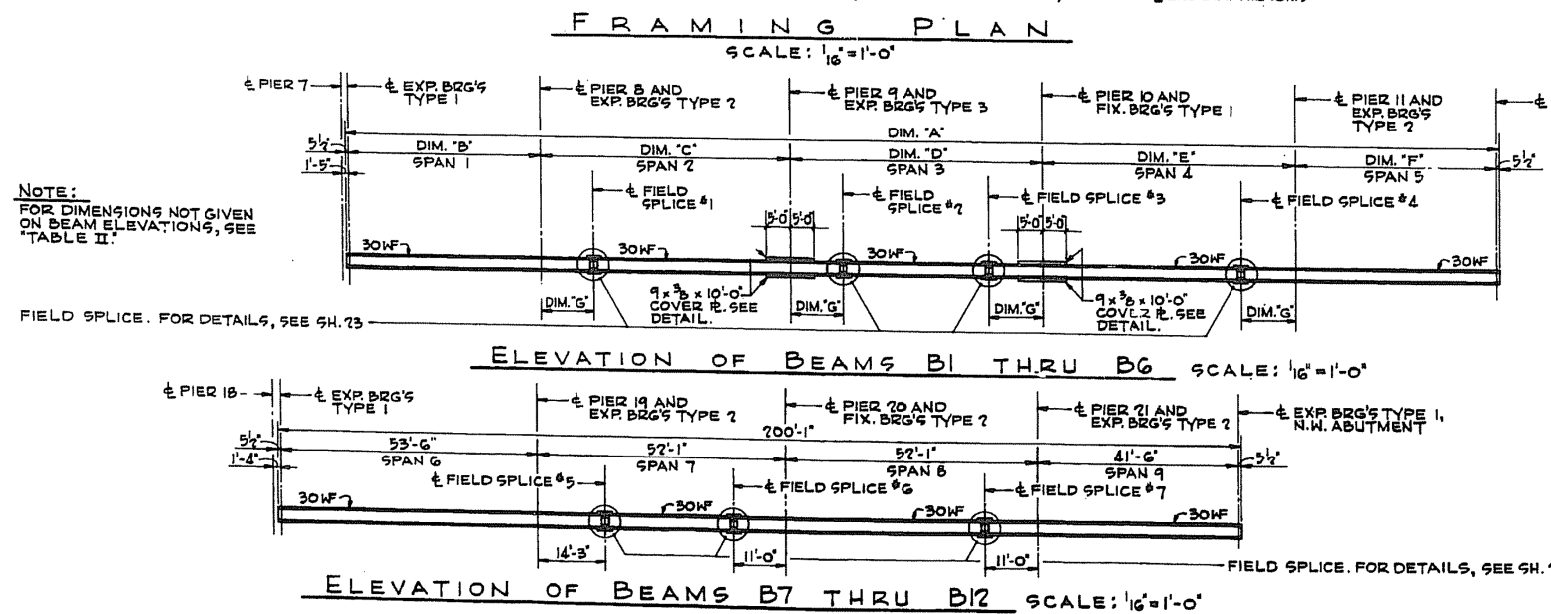 FRAMING PLAN
SCALE: 1/16" = 1'-0"
℄ PIER 7
℄ EXP. BRG'S
TYPE 1
℄ PIER 8 AND
EXP. BRG'S TYPE 2
℄ PIER 9 AND
EXP. BRG'S TYPE 3
℄ PIER 10 AND
FIX. BRG'S TYPE 1
℄ PIER 11 AND
EXP. BRG'S
TYPE 2
℄
DIM. "A"
5 1/2"
1'-5"
DIM. "B"
SPAN 1
DIM. "C"
SPAN 2
DIM. "D"
SPAN 3
DIM. "E"
SPAN 4
DIM. "F"
SPAN 5
5 1/2"
NOTE:
FOR DIMENSIONS NOT GIVEN
ON BEAM ELEVATIONS, SEE
"TABLE II."
℄ FIELD
SPLICE #1
5'-0" 5'-0"
℄ FIELD
SPLICE #2
℄ FIELD SPLICE #3
5'-0" 5'-0"
℄ FIELD SPLICE #4
30WF
30WF
30WF
30WF
30WF
DIM. "G"
9 x 3/8 x 10'-0"
COVER PL. SEE
DETAIL.
DIM. "G"
DIM. "G"
9 x 3/8 x 10'-0"
COVER PL. SEE
DETAIL.
DIM. "G"
FIELD SPLICE. FOR DETAILS, SEE SH. 23
ELEVATION OF BEAMS B1 THRU B6 SCALE: 1/16" = 1'-0"
℄ PIER 18
℄ EXP. BRG'S
TYPE 1
℄ PIER 19 AND
EXP. BRG'S TYPE 2
℄ PIER 20 AND
FIX. BRG'S TYPE 2
℄ PIER 21 AND
EXP. BRG'S TYPE 2
℄ EXP. BRG'S TYPE 1,
N.W. ABUTMENT
200'-1"
5 1/2"
1'-4"
53'-6"
SPAN 6
52'-1"
SPAN 7
52'-1"
SPAN 8
41'-6"
SPAN 9
5 1/2"
℄ FIELD SPLICE #5
℄ FIELD SPLICE #6
℄ FIELD SPLICE #7
30WF
30WF
30WF
30WF
14'-3"
11'-0"
11'-0"
FIELD SPLICE. FOR DETAILS, SEE SH.
ELEVATION OF BEAMS B7 THRU B12 SCALE: 1/16" = 1'-0"